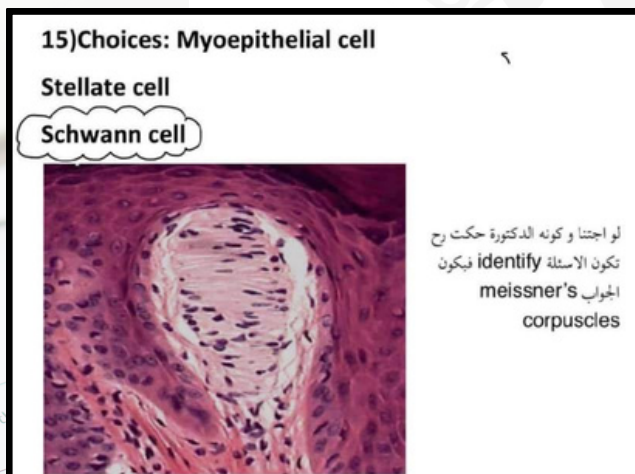 15)Choices: Myoepithelial cell
٢
Stellate cell
Schwann cell
لو اجتنا و كونه الدكتورة حكت رح
تكون الاسئلة identify فيكون
الجواب meissner's
corpuscles